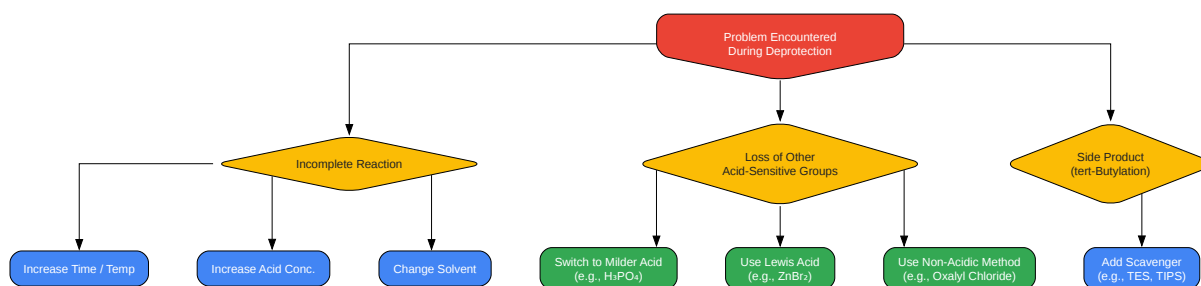 Problem Encountered
During Deprotection
Incomplete Reaction
Loss of Other
Acid-Sensitive Groups
Side Product
(tert-Butylation)
Increase Time / Temp
Increase Acid Conc.
Change Solvent
Switch to Milder Acid
(e.g., H₃PO₄)
Use Lewis Acid
(e.g., ZnBr₂)
Use Non-Acidic Method
(e.g., Oxalyl Chloride)
Add Scavenger
(e.g., TES, TIPS)